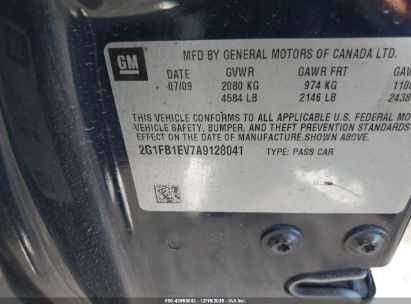 GM
MFD BY GENERAL MOTORS OF CANADA LTD.
DATE GVWR GAWR FRT
07/09 2080 KG 974 KG
4584 LB 2146 LB 2438
THIS VEHICLE CONFORMS TO ALL APPLICABLE U.S. FEDERAL
VEHICLE SAFETY, BUMPER, AND THEFT PREVENTION STANDARDS
EFFECT ON THE DATE OF MANUFACTURE SHOWN ABOVE.
2G1FB1EV7A9128041 TYPE: PASS CAR